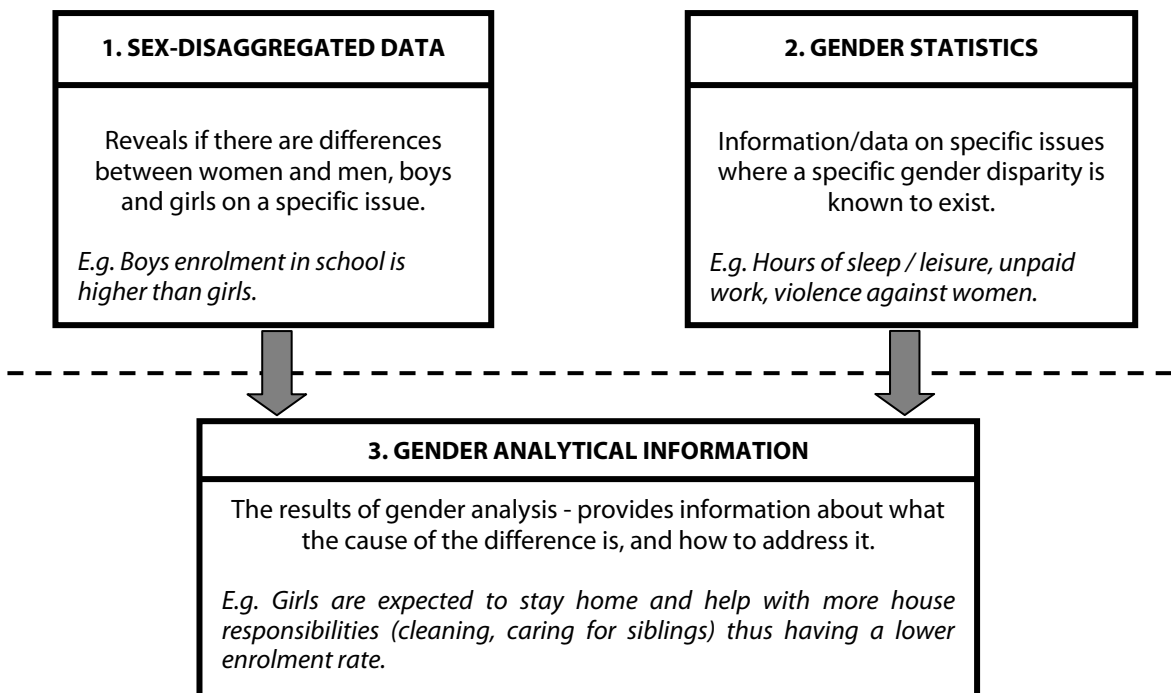 1. SEX-DISAGGREGATED DATA
Reveals if there are differences
between women and men, boys
and girls on a specific issue.
E.g. Boys enrolment in school is
higher than girls.
2. GENDER STATISTICS
Information/data on specific issues
where a specific gender disparity is
known to exist.
E.g. Hours of sleep / leisure, unpaid
work, violence against women.
3. GENDER ANALYTICAL INFORMATION
The results of gender analysis - provides information about what
the cause of the difference is, and how to address it.
E.g. Girls are expected to stay home and help with more house
responsibilities (cleaning, caring for siblings) thus having a lower
enrolment rate.